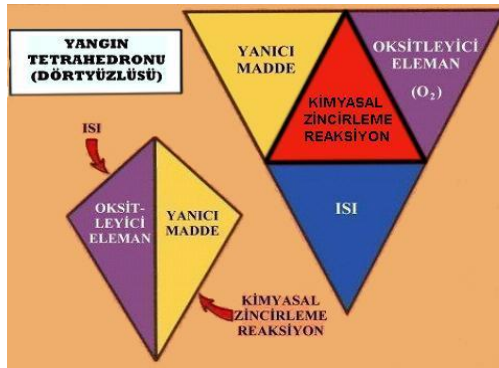 YANGIN
TETRAHEDRONU
(DÖRTYÜZLÜSÜ)
YANICI
MADDE
OKSİTLEYİCİ
ELEMAN
(O₂)
KİMYASAL
ZİNCİRLEME
REAKSİYON
ISI
ISI
OKSİT-
LEYİCİ
ELEMAN
YANICI
MADDE
KİMYASAL
ZİNCİRLEME
REAKSİYON